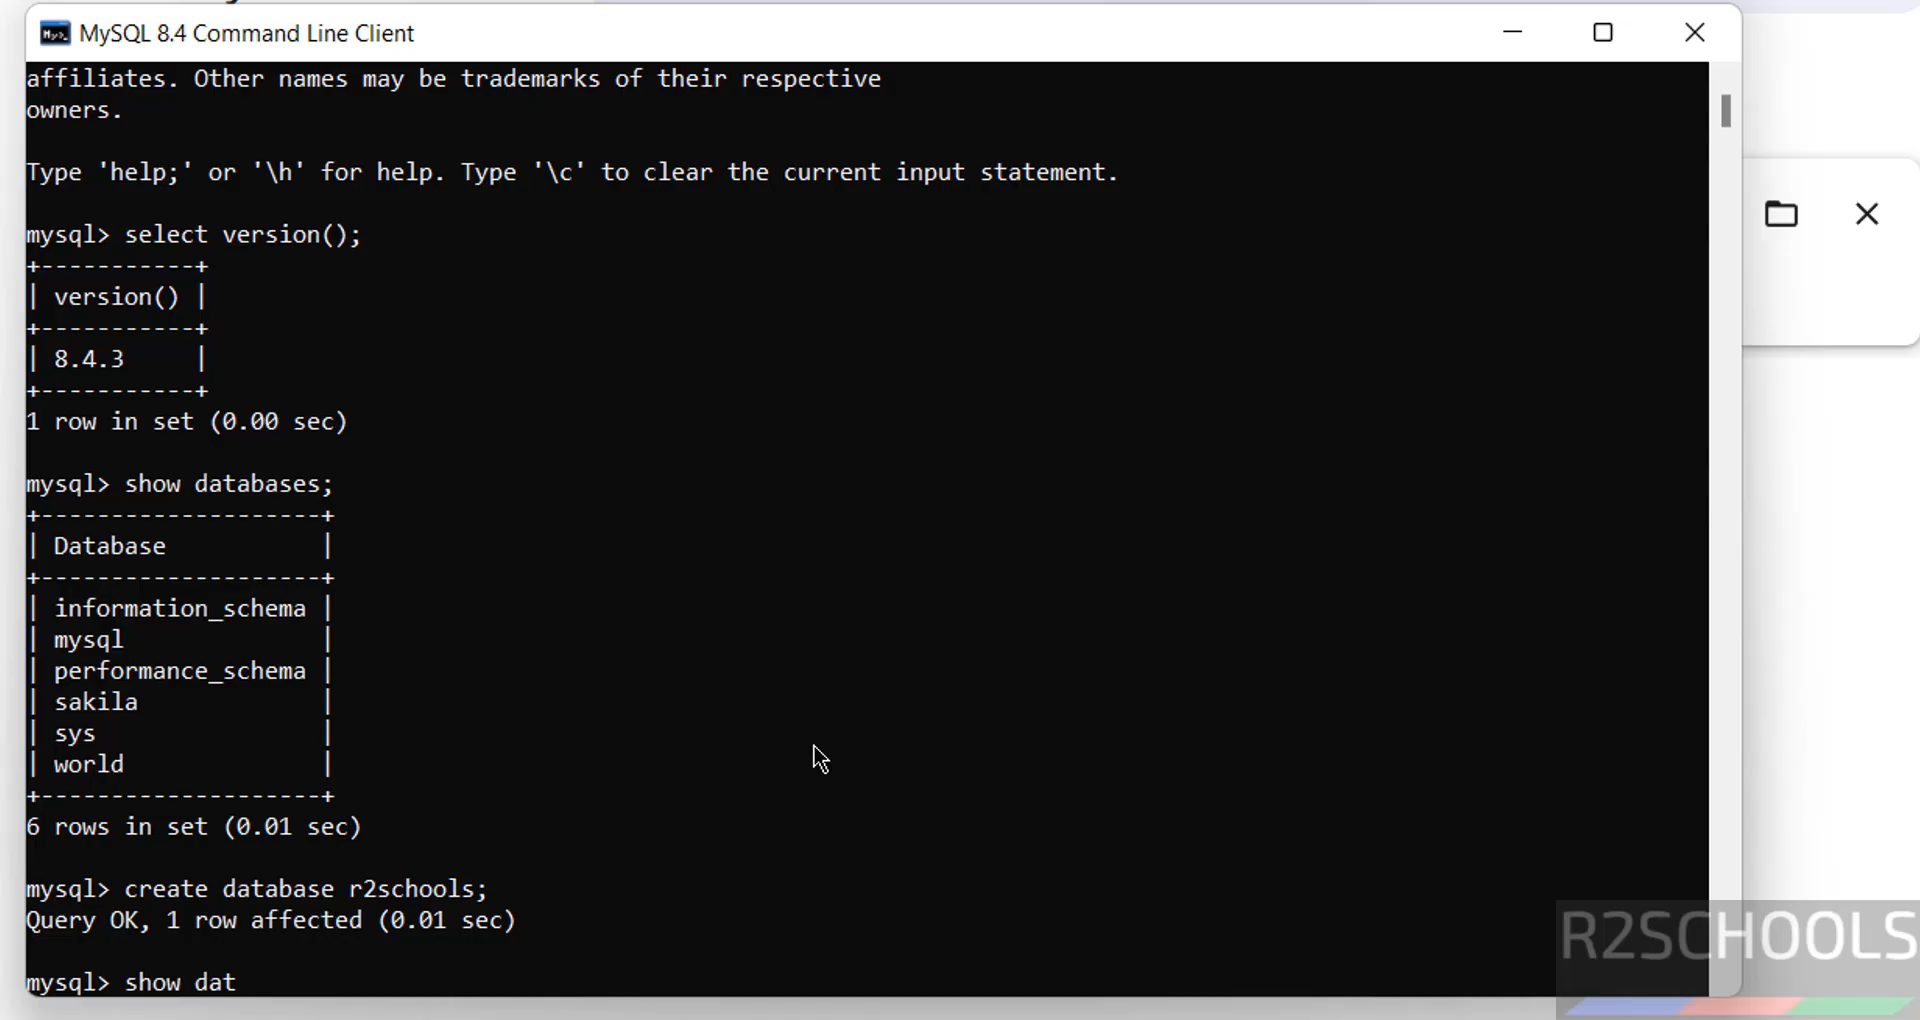 MySQL 8.4 Command Line Client
affiliates. Other names may be trademarks of their respective
owners.
Type 'help;' or '\h' for help. Type '\c' to clear the current input statement.
mysql> select version();
+-----------+
| version() |
+-----------+
| 8.4.3     |
+-----------+
1 row in set (0.00 sec)
mysql> show databases;
+--------------------+
| Database           |
+--------------------+
| information_schema |
| mysql              |
| performance_schema |
| sakila             |
| sys                |
| world              |
+--------------------+
6 rows in set (0.01 sec)
mysql> create database r2schools;
Query OK, 1 row affected (0.01 sec)
mysql> show dat
R2SCHOOLS